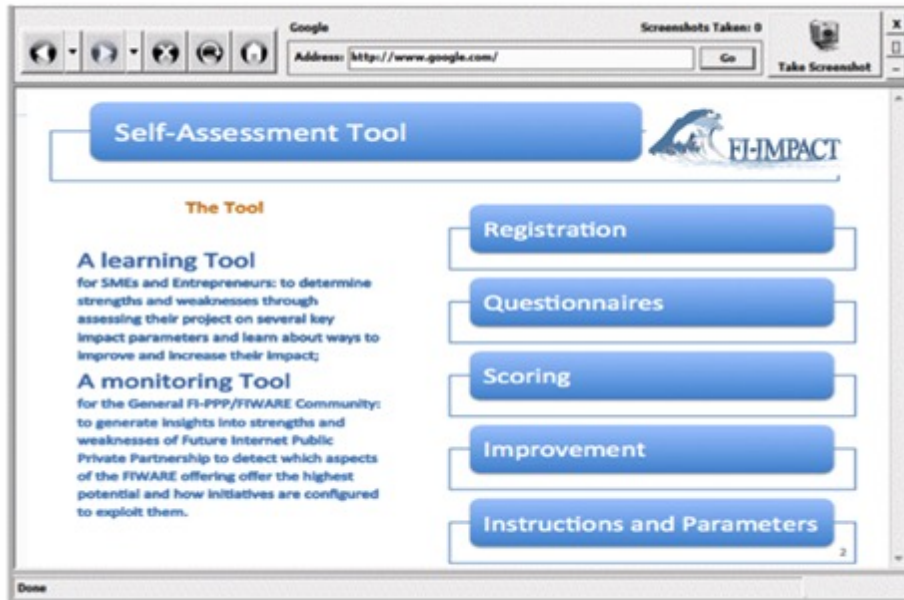 Google
Screenshots Taken: 0
Address: http://www.google.com/
Go
Take Screenshot
Self-Assessment Tool
FI-IMPACT
The Tool
A learning Tool
for SMEs and Entrepreneurs: to determine
strengths and weaknesses through
assessing their project on several key
impact parameters and learn about ways to
improve and increase their impact;
A monitoring Tool
for the General FI-PPP/FIWARE Community:
to generate insights into strengths and
weaknesses of Future Internet Public
Private Partnership to detect which aspects
of the FIWARE offering offer the highest
potential and how initiatives are configured
to exploit them.
Registration
Questionnaires
Scoring
Improvement
Instructions and Parameters
2
Done